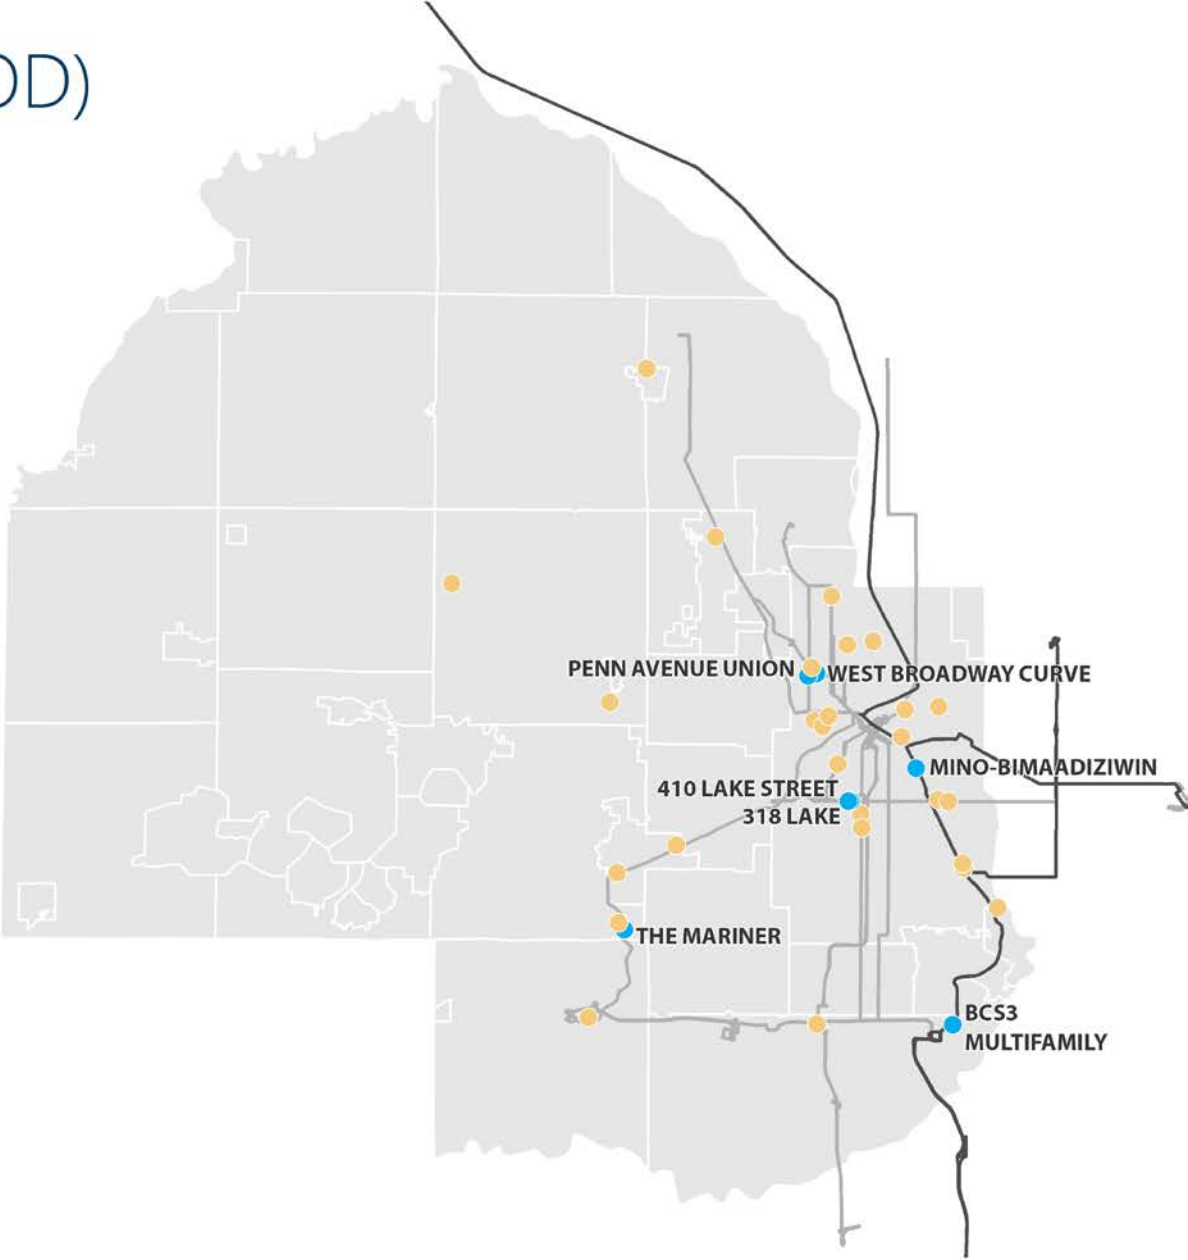 OD)
PENN AVENUE UNION
WEST BROADWAY CURVE
MINO-BIMAADIZIWIN
410 LAKE STREET
318 LAKE
THE MARINER
BCS3
MULTIFAMILY